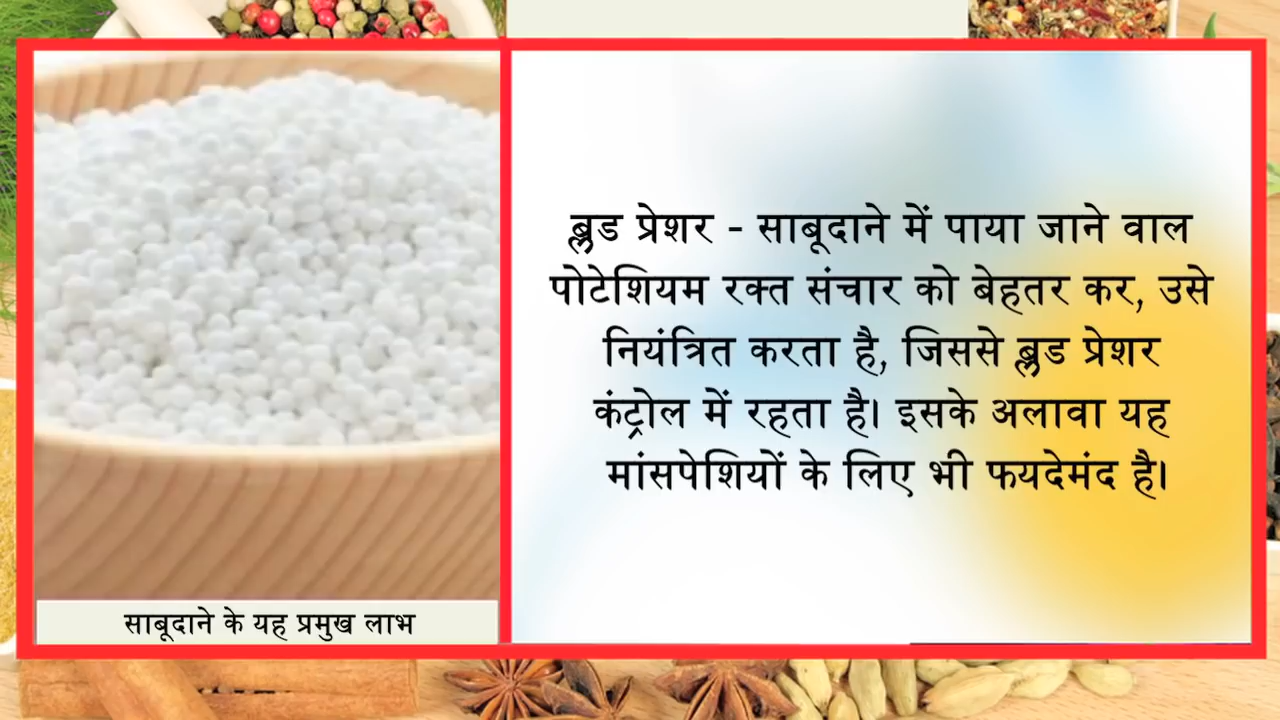 ब्लड प्रेशर - साबूदाने में पाया जाने वाल
पोटेशियम रक्त संचार को बेहतर कर, उसे
नियंत्रित करता है, जिससे ब्लड प्रेशर
कंट्रोल में रहता है। इसके अलावा यह
मांसपेशियों के लिए भी फयदेमंद है।
साबूदाने के यह प्रमुख लाभ